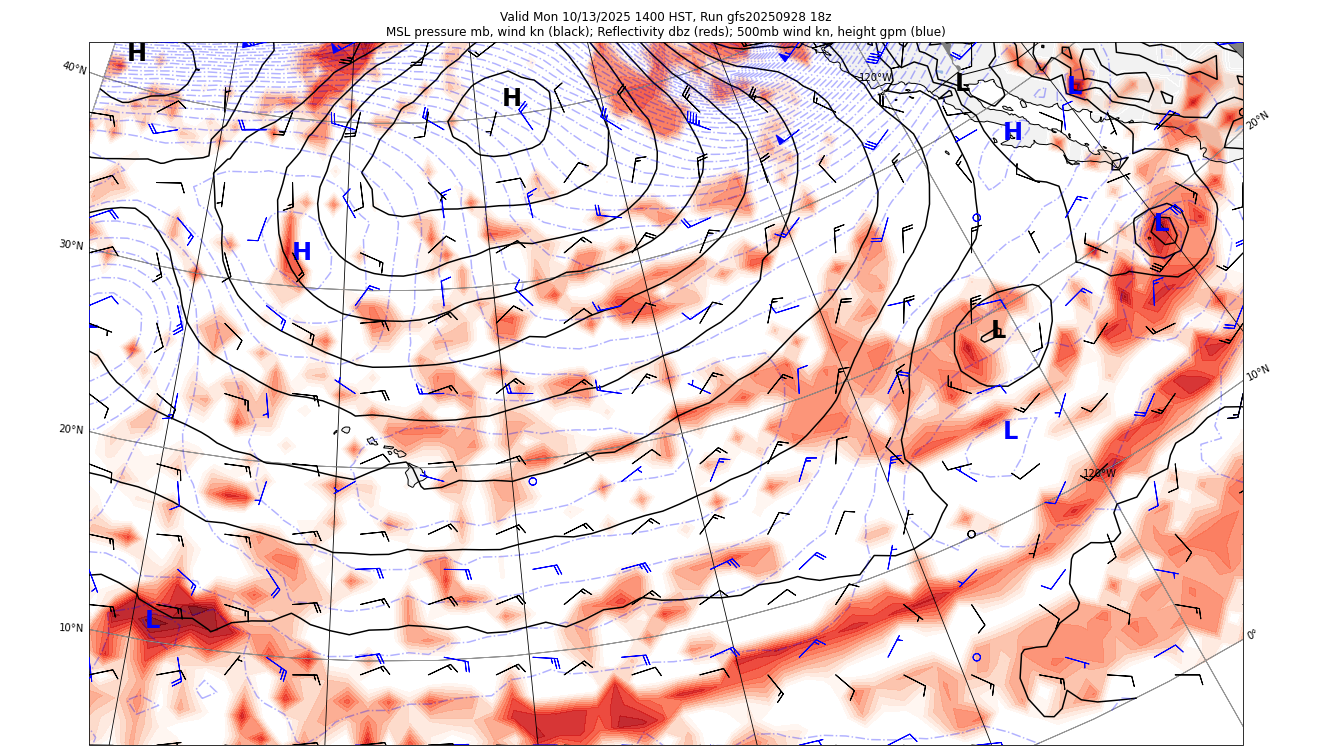 Valid Mon 10/13/2025 1400 HST, Run gfs20250928 18z
MSL pressure mb, wind kn (black); Reflectivity dbz (reds); 500mb wind kn, height gpm (blue)
H
40°N
120°W
L
L
H
H
20°N
L
30°N
H
L
10°N
20°N
L
120°W
L
10°N
0°